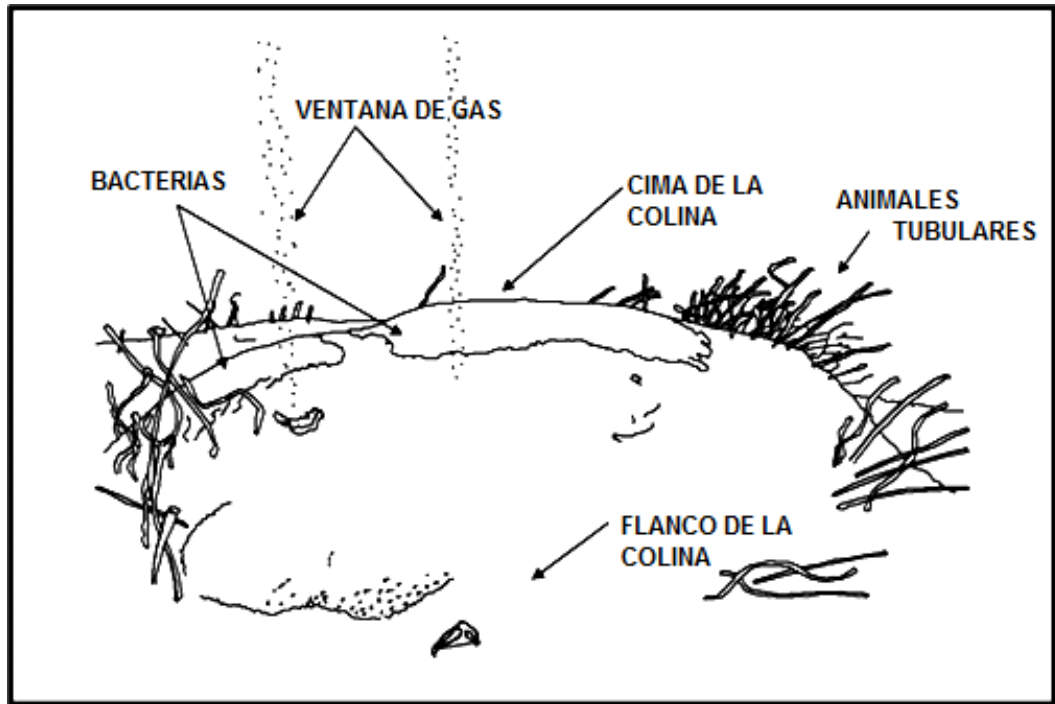 VENTANA DE GAS
BACTERIAS
CIMA DE LA
COLINA
ANIMALES
TUBULARES
FLANCO DE LA
COLINA